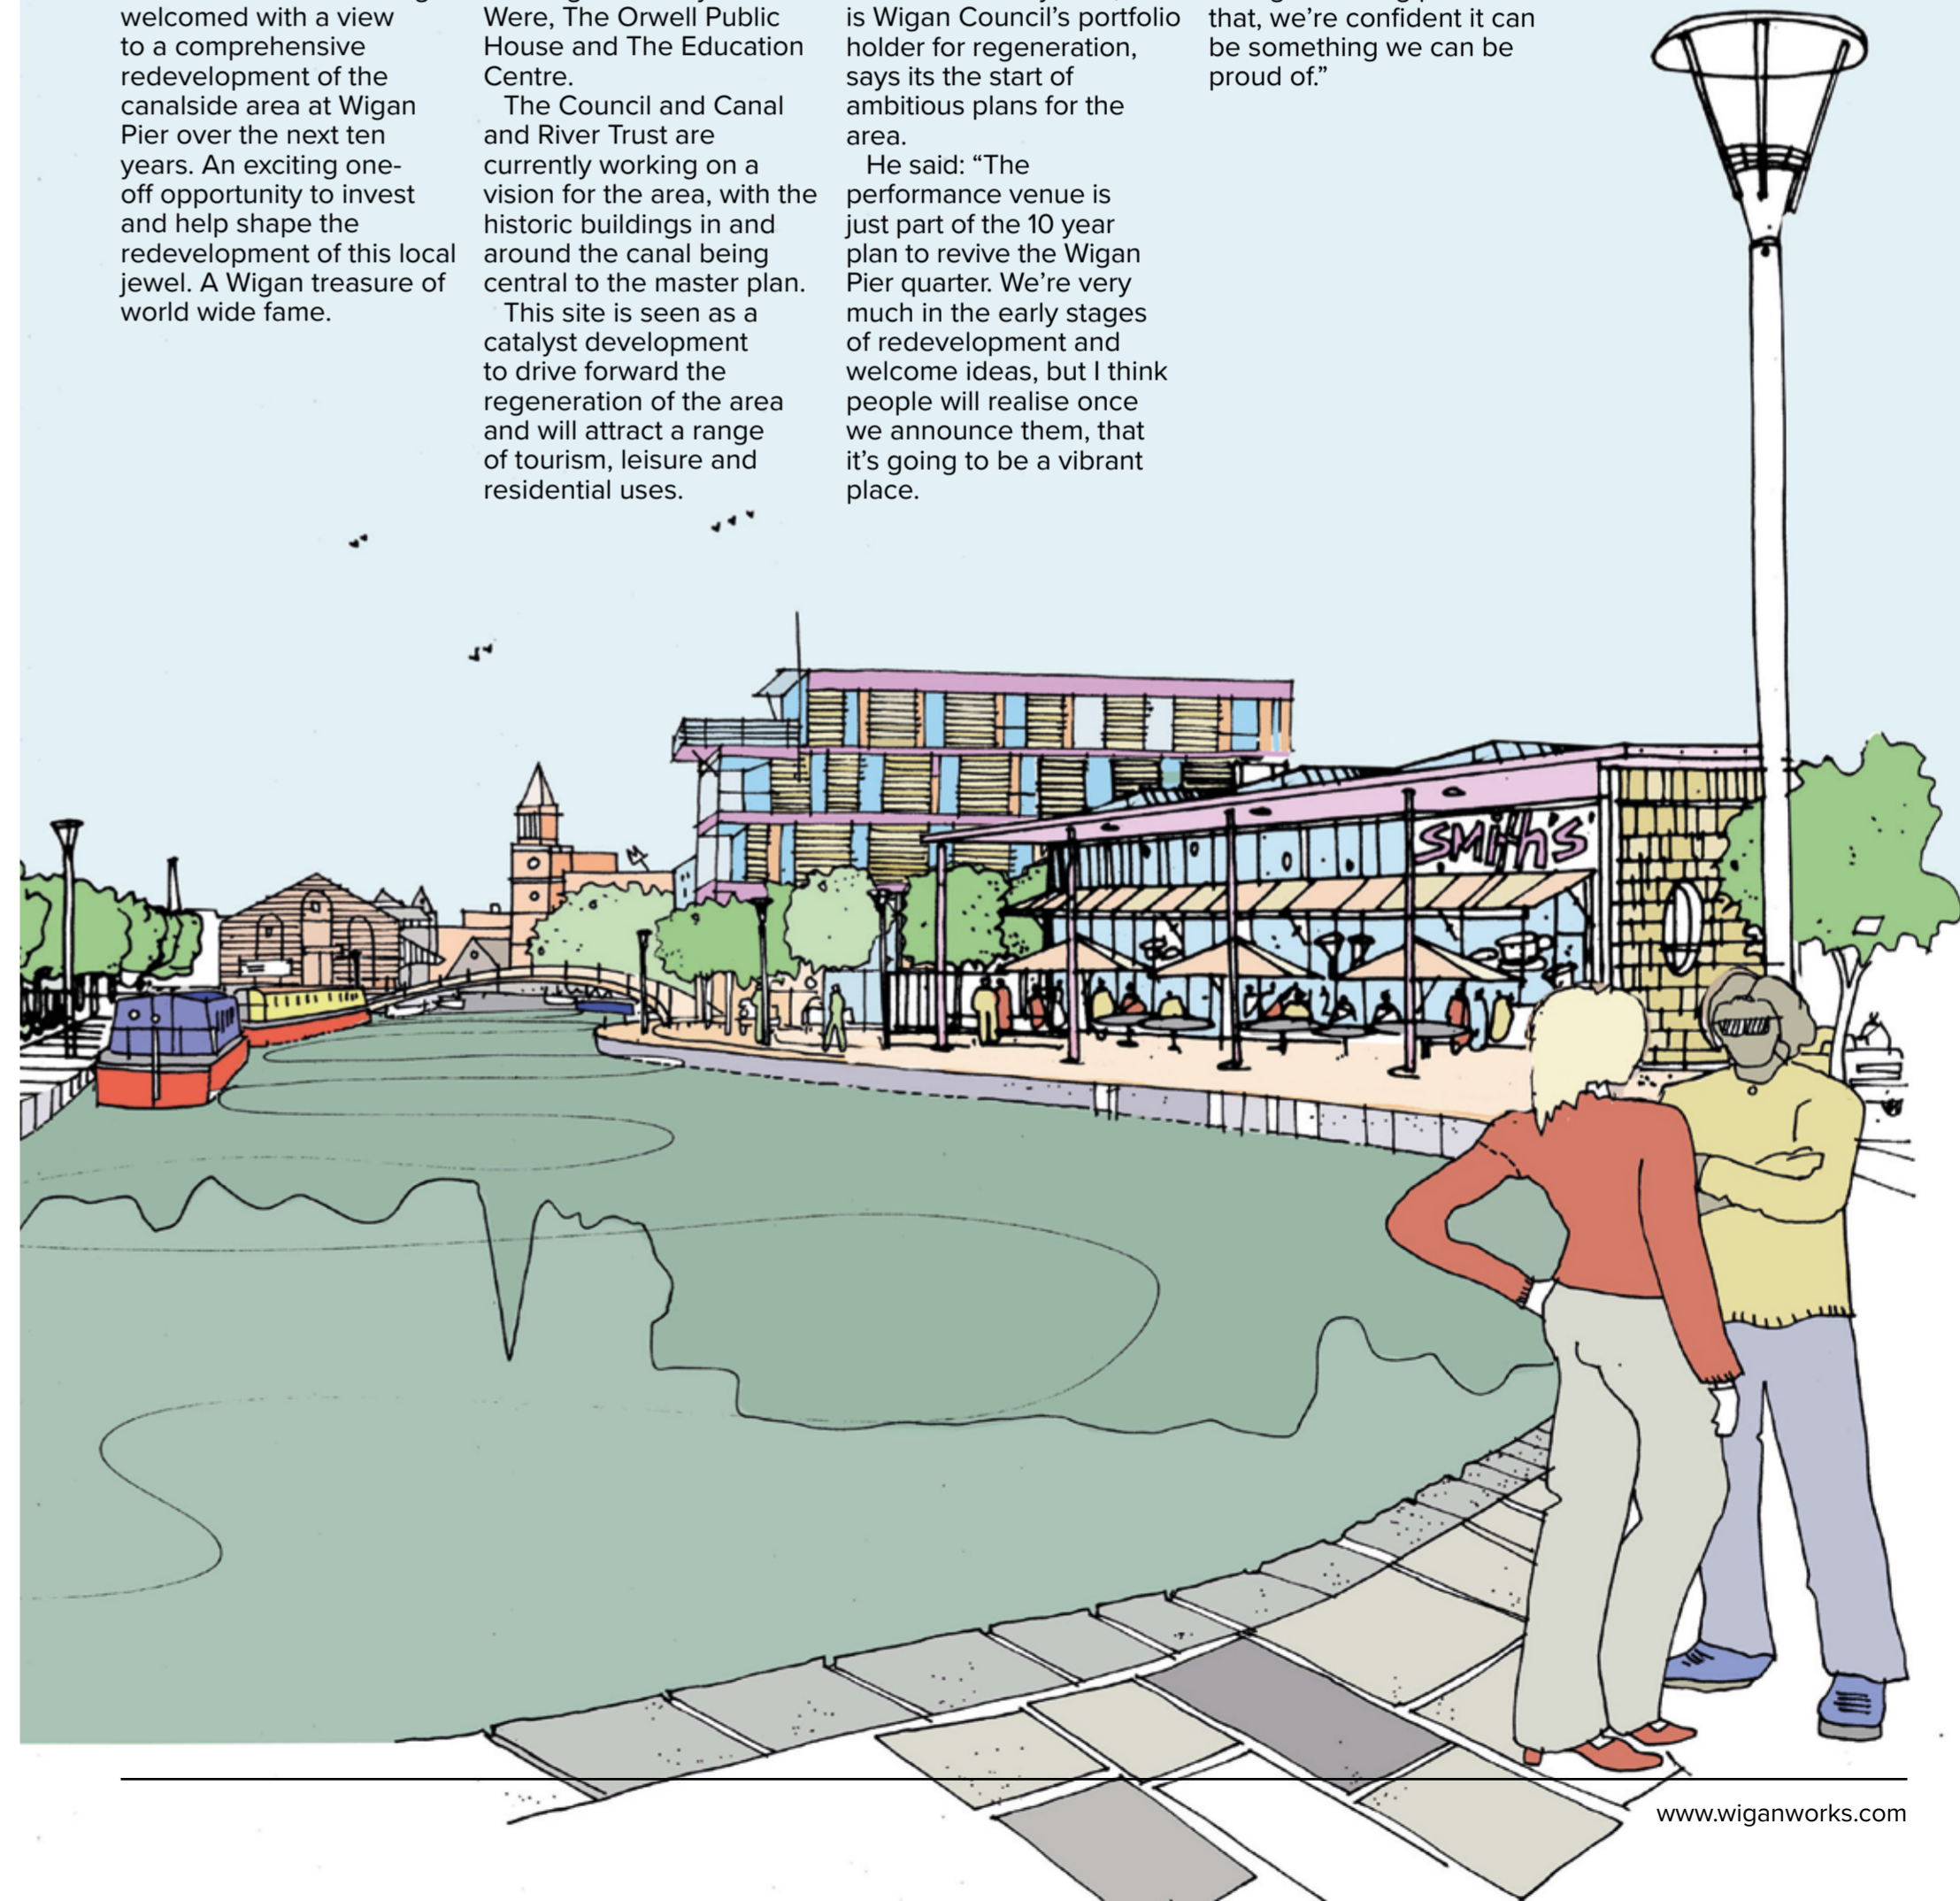 welcomed with a view
to a comprehensive
redevelopment of the
canalside area at Wigan
Pier over the next ten
years. An exciting one-
off opportunity to invest
and help shape the
redevelopment of this local
jewel. A Wigan treasure of
world wide fame.
Were, The Orwell Public
House and The Education
Centre.
The Council and Canal
and River Trust are
currently working on a
vision for the area, with the
historic buildings in and
around the canal being
central to the master plan.
This site is seen as a
catalyst development
to drive forward the
regeneration of the area
and will attract a range
of tourism, leisure and
residential uses.
is Wigan Council’s portfolio
holder for regeneration,
says its the start of
ambitious plans for the
area.
He said: “The
performance venue is
just part of the 10 year
plan to revive the Wigan
Pier quarter. We’re very
much in the early stages
of redevelopment and
welcome ideas, but I think
people will realise once
we announce them, that
it’s going to be a vibrant
place.
that, we’re confident it can
be something we can be
proud of.”
SMith'S'
www.wiganworks.com